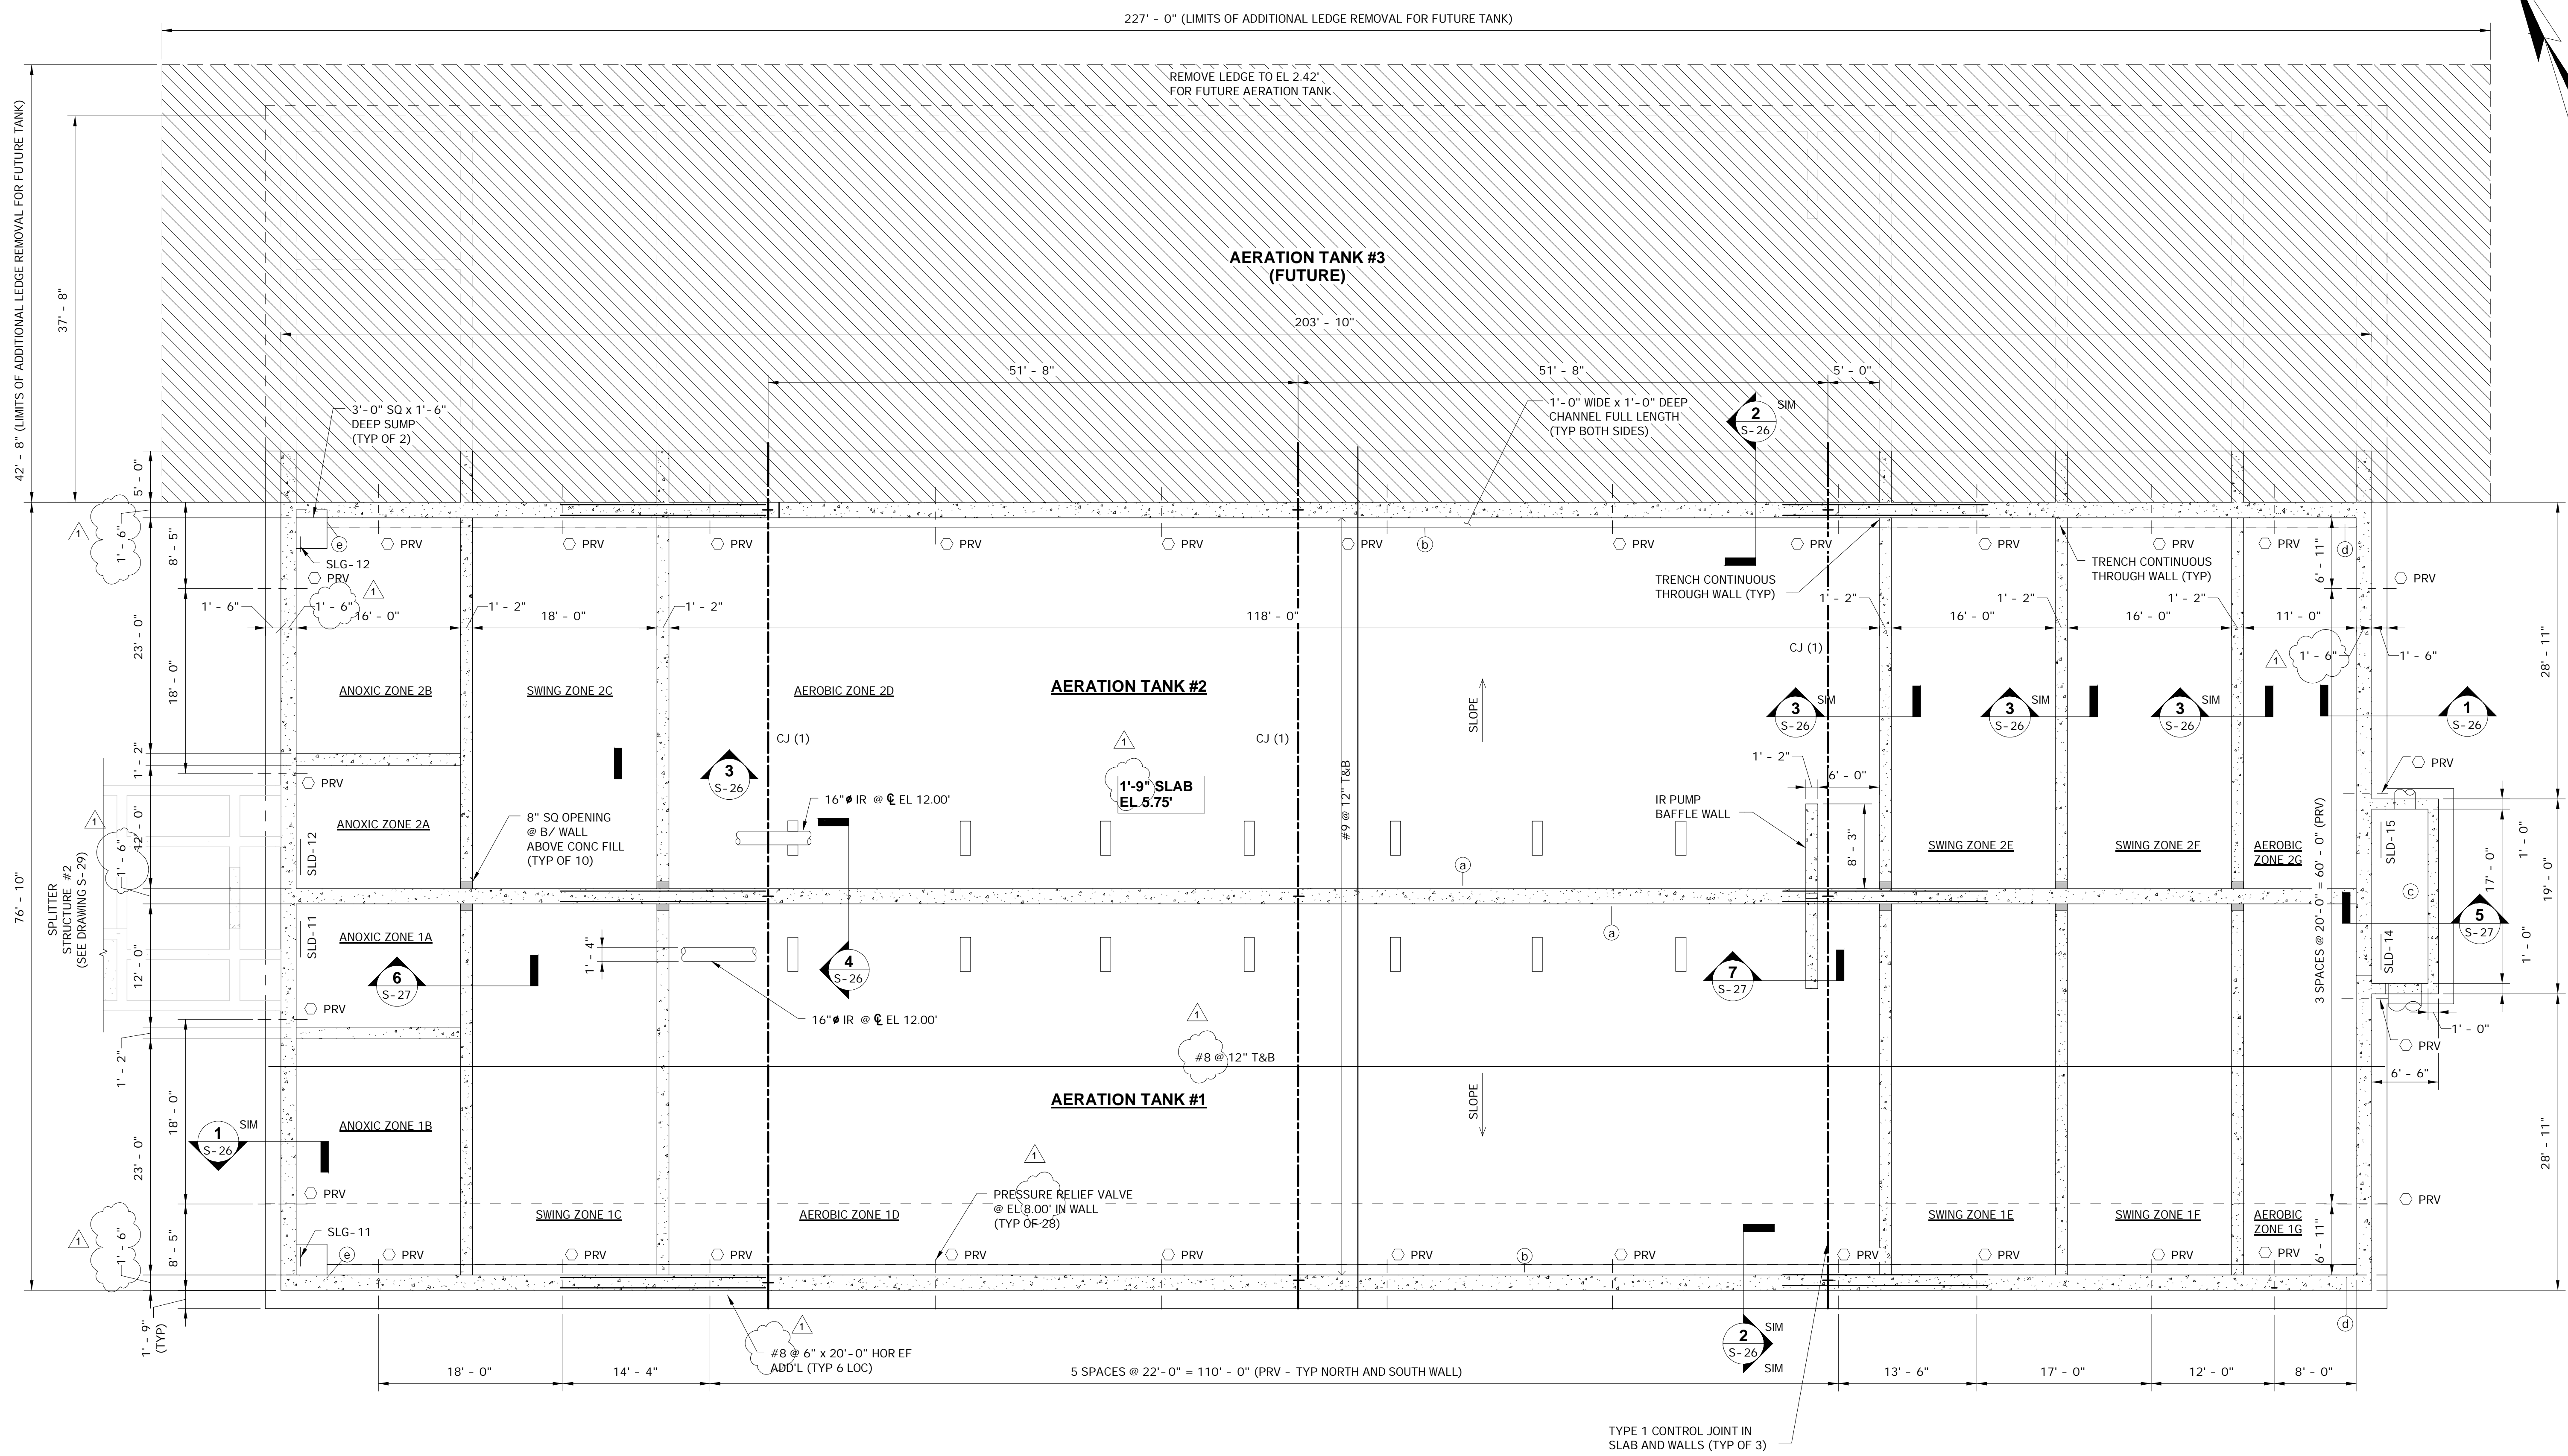 227' - 0" (LIMITS OF ADDITIONAL LEDGE REMOVAL FOR FUTURE TANK)
42' - 8" (LIMITS OF ADDITIONAL LEDGE REMOVAL FOR FUTURE TANK)
37' - 8"
REMOVE LEDGE TO EL 2.42'
FOR FUTURE AERATION TANK
AERATION TANK #3
(FUTURE)
203' - 10"
51' - 8"
51' - 8"
5' - 0"
3'-0" SQ x 1'-6"
DEEP SUMP
(TYP OF 2)
1'-0" WIDE x 1'-0" DEEP
CHANNEL FULL LENGTH
(TYP BOTH SIDES)
2
S-26
SIM
5' - 0"
1
1' - 6"
8' - 5"
e
PRV
PRV
PRV
PRV
PRV
PRV
b
PRV
PRV
PRV
PRV
PRV
d
SLG-12
PRV
1
TRENCH CONTINUOUS
THROUGH WALL (TYP)
TRENCH CONTINUOUS
THROUGH WALL (TYP)
6' - 11"
PRV
1' - 6"
1' - 6"
16' - 0"
1' - 2"
18' - 0"
1' - 2"
118' - 0"
1' - 2"
16' - 0"
1' - 2"
16' - 0"
1' - 2"
11' - 0"
1
1' - 6"
1' - 6"
23' - 0"
18' - 0"
28' - 11"
CJ (1)
ANOXIC ZONE 2B
SWING ZONE 2C
AEROBIC ZONE 2D
AERATION TANK #2
SLOPE
3
S-26
SIM
3
S-26
SIM
3
S-26
SIM
1
S-26
CJ (1)
CJ (1)
1
1'-9" SLAB
EL 5.75'
1' - 2"
6' - 0"
1' - 2"
PRV
3
S-26
PRV
16"ø IR @ ℄ EL 12.00'
8" SQ OPENING
@ B/ WALL
ABOVE CONC FILL
(TYP OF 10)
#9 @ 12" T&B
IR PUMP
BAFFLE WALL
3 SPACES @ 20'-0" = 60' - 0" (PRV)
1
12' - 0"
1' - 6"
ANOXIC ZONE 2A
SLD-12
8' - 3"
SWING ZONE 2E
SWING ZONE 2F
AEROBIC
ZONE 2G
SLD-15
1' - 0"
17' - 0"
19' - 0"
c
a
a
76' - 10"
SPLITTER
STRUCTURE #2
(SEE DRAWING S-29)
ANOXIC ZONE 1A
SLD-11
12' - 0"
6
S-27
1' - 4"
4
S-26
7
S-27
5
S-27
SLD-14
1' - 0"
PRV
16"ø IR @ ℄ EL 12.00'
1
1' - 0"
PRV
#8 @ 12" T&B
1' - 2"
6' - 6"
AERATION TANK #1
SLOPE
18' - 0"
1
S-26
SIM
ANOXIC ZONE 1B
23' - 0"
28' - 11"
1
PRV
PRESSURE RELIEF VALVE
@ EL 8.00' IN WALL
(TYP OF 28)
PRV
SWING ZONE 1C
AEROBIC ZONE 1D
SWING ZONE 1E
SWING ZONE 1F
AEROBIC
ZONE 1G
1
1' - 6"
8' - 5"
SLG-11
e
PRV
PRV
PRV
PRV
PRV
PRV
PRV
b
PRV
PRV
PRV
PRV
6' - 11"
1' - 9"
(TYP)
1
#8 @ 6" x 20'-0" HOR EF
ADD'L (TYP 6 LOC)
2
S-26
SIM
SIM
d
18' - 0"
14' - 4"
5 SPACES @ 22'-0" = 110' - 0" (PRV - TYP NORTH AND SOUTH WALL)
13' - 6"
17' - 0"
12' - 0"
8' - 0"
TYPE 1 CONTROL JOINT IN
SLAB AND WALLS (TYP OF 3)